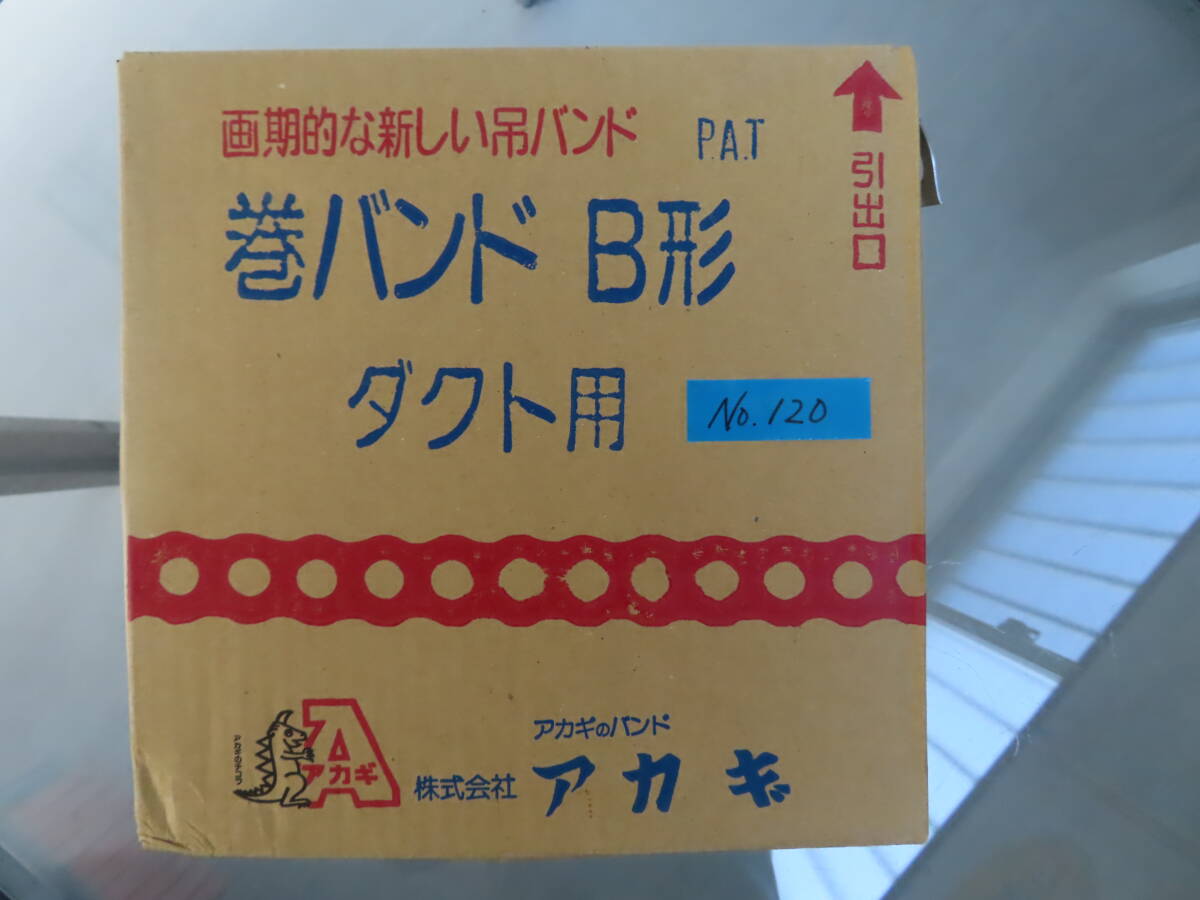 画期的な新しい吊バンド
P.A.T
引出口
巻バンド B形
ダクト用
No.120
アカギ
アカギのバンド
株式会社 アカギ